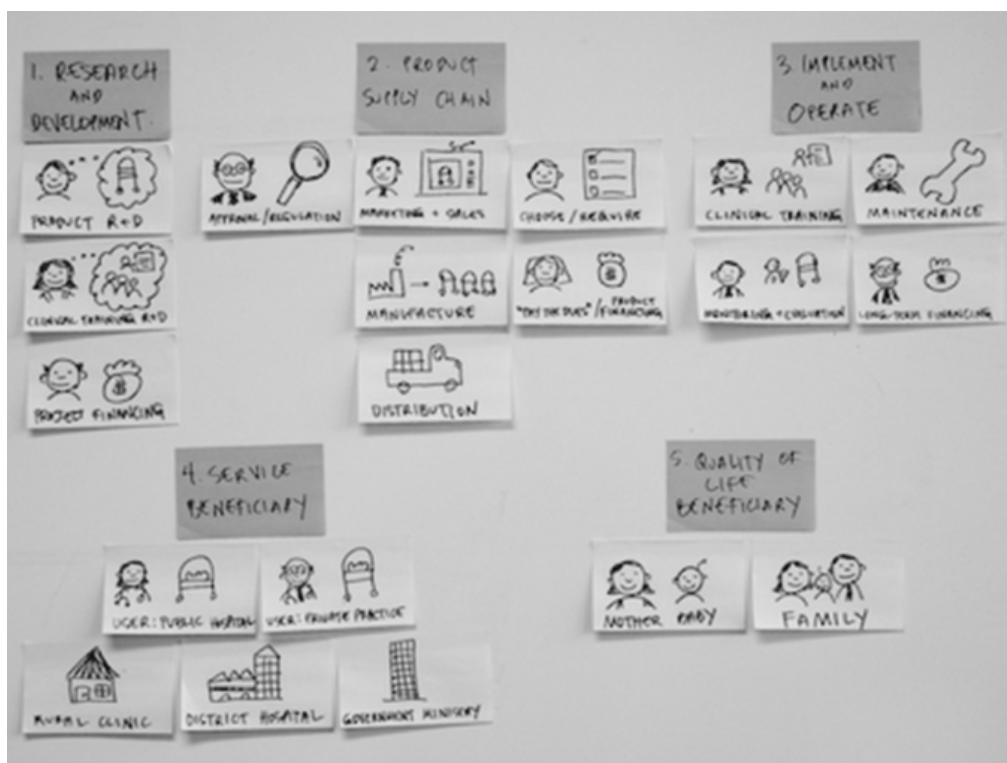 1. RESEARCH
AND
DEVELOPMENT.
PRODUCT R+D
CLINICAL TRAINING R+D
PROJECT FINANCING
2. PRODUCT
SUPPLY CHAIN
APPROVAL/REGULATION
MARKETING + SALES
CHOOSE/REQUIRE
MANUFACTURE
"PAY THE DUES"/PRODUCT
FINANCING
DISTRIBUTION
3. IMPLEMENT
AND
OPERATE
CLINICAL TRAINING
MAINTENANCE
MONITORING + EVALUATION
LONG-TERM FINANCING
4. SERVICE
BENEFICIARY
USER: PUBLIC HOSPITAL
USER: PRIVATE PRACTICE
RURAL CLINIC
DISTRICT HOSPITAL
GOVERNMENT MINISTRY
5. QUALITY OF
LIFE
BENEFICIARY
MOTHER BABY
FAMILY